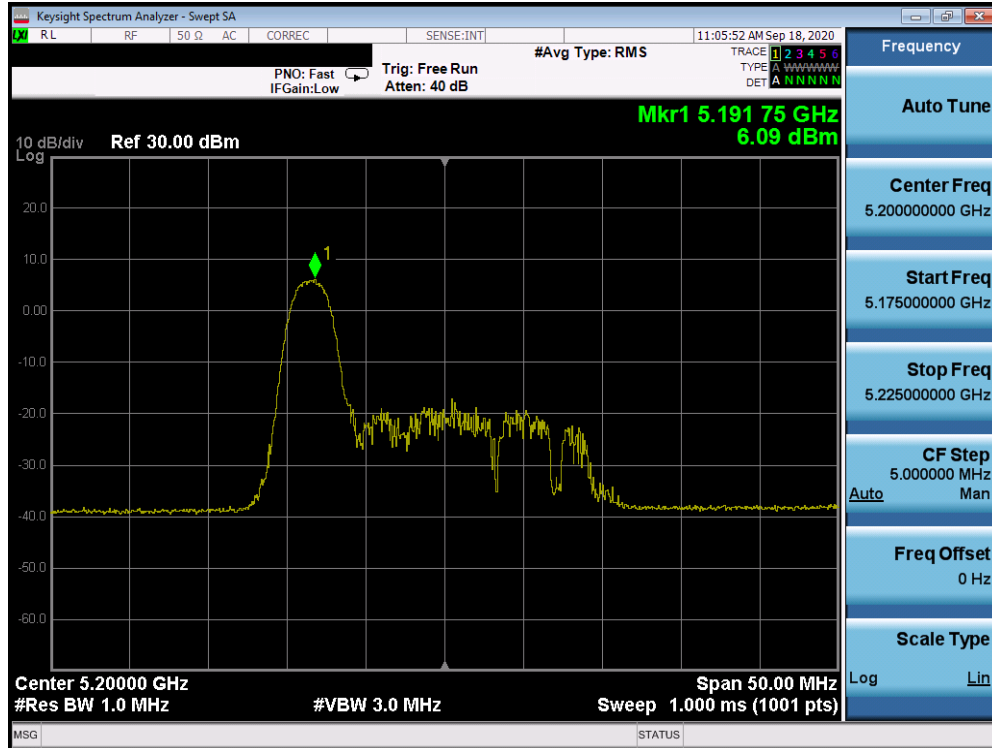 Keysight Spectrum Analyzer - Swept SA
LXI RL RF 50 Ω AC CORREC SENSE:INT 11:05:52 AM Sep 18, 2020
#Avg Type: RMS
PNO: Fast Trig: Free Run
IFGain:Low Atten: 40 dB
TRACE 1 2 3 4 5 6
TYPE A WWWWW
DET A N N N N N
Mkr1 5.191 75 GHz
6.09 dBm
10 dB/div Ref 30.00 dBm
Log
1
20.0
10.0
0.00
-10.0
-20.0
-30.0
-40.0
-50.0
-60.0
Center 5.20000 GHz Span 50.00 MHz
#Res BW 1.0 MHz #VBW 3.0 MHz Sweep 1.000 ms (1001 pts)
MSG STATUS
Frequency
Auto Tune
Center Freq
5.200000000 GHz
Start Freq
5.175000000 GHz
Stop Freq
5.225000000 GHz
CF Step
5.000000 MHz
Auto Man
Freq Offset
0 Hz
Scale Type
Log Lin